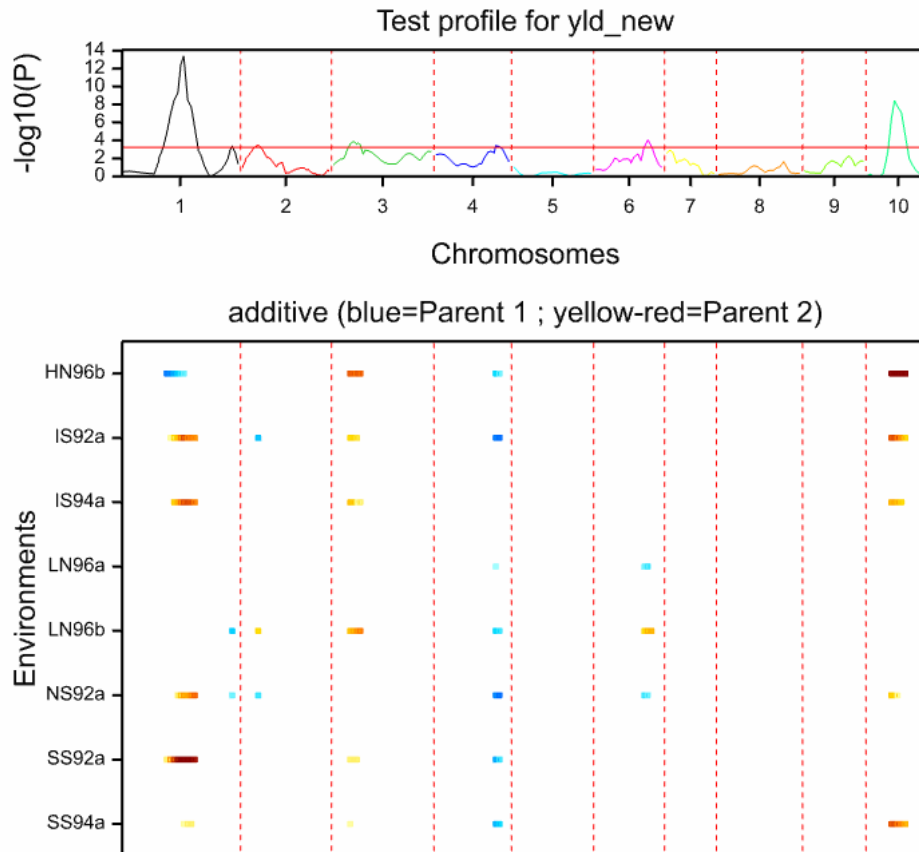 Test profile for yld_new
-log10(P)
14
12
10
8
6
4
2
0
1 2 3 4 5 6 7 8 9 10
Chromosomes
additive (blue=Parent 1 ; yellow-red=Parent 2)
Environments
HN96b
IS92a
IS94a
LN96a
LN96b
NS92a
SS92a
SS94a